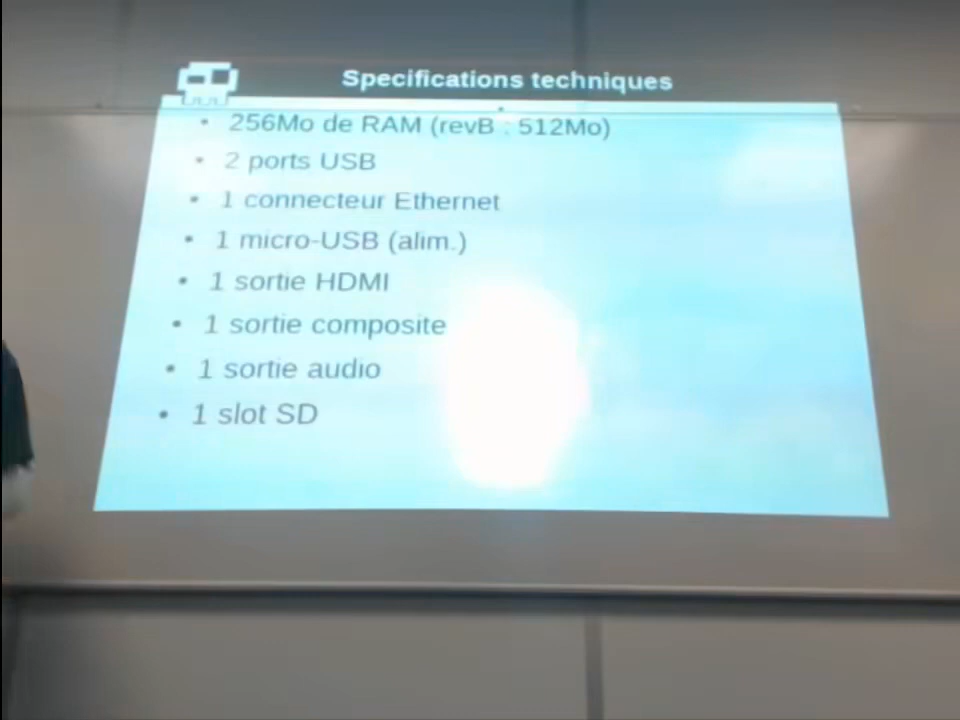 Specifications techniques
• 256Mo de RAM (revB : 512Mo)
• 2 ports USB
• 1 connecteur Ethernet
• 1 micro-USB (alim.)
• 1 sortie HDMI
• 1 sortie composite
• 1 sortie audio
• 1 slot SD